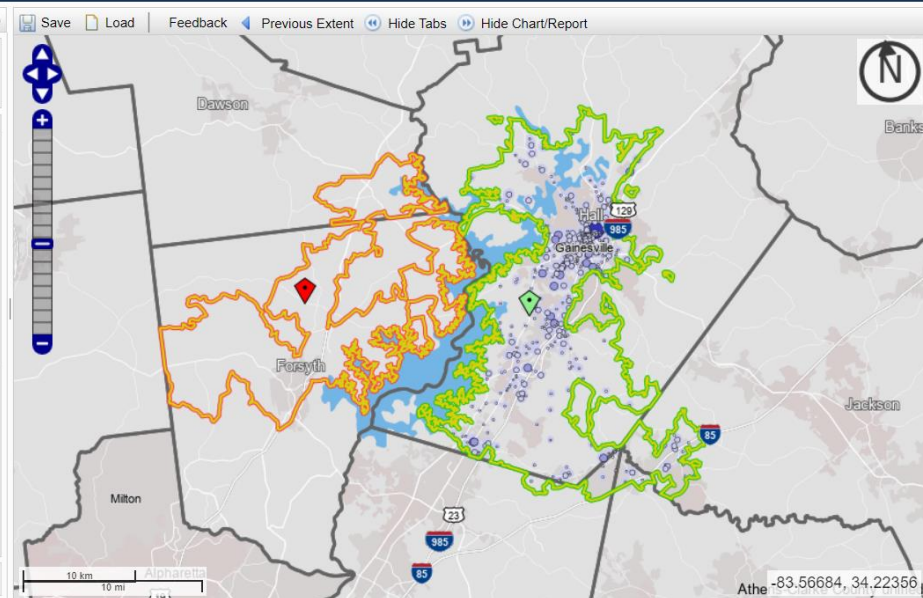 Save Load Feedback Previous Extent Hide Tabs Hide Chart/Report
N
Dawson
Banks
Hall
129
985
Gainesville
Forsyth
Jackson
85
Milton
23
985
10 km
Alpharetta
85
10 mi
-83.56684, 34.22356
Athens-Clarke County unified